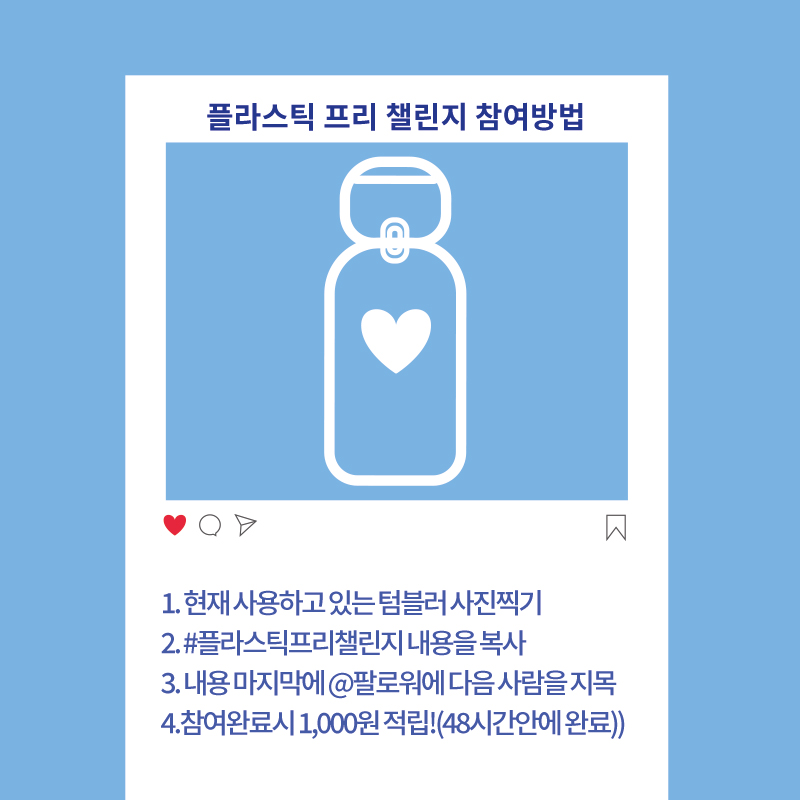 플라스틱 프리 챌린지 참여방법
1. 현재 사용하고 있는 텀블러 사진찍기
2. #플라스틱프리챌린지 내용을 복사
3. 내용 마지막에 @팔로워에 다음 사람을 지목
4.참여완료시 1,000원 적립!(48시간안에 완료))